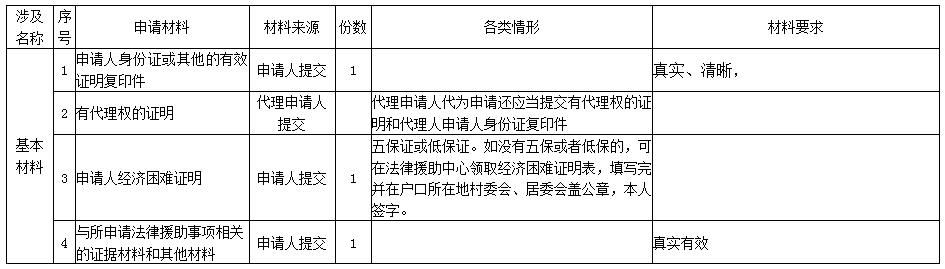 涉及名称 序号 申请材料 材料来源 份数 各类情形 材料要求
基本材料
1 申请人身份证或其他的有效证明复印件 申请人提交 1 真实、清晰，
2 有代理权的证明 代理申请人提交 代理申请人代为申请还应当提交有代理权的证明和代理人申请人身份证复印件
3 申请人经济困难证明 申请人提交 1 五保证或低保证。如没有五保或者低保的，可在法律援助中心领取经济困难证明表，填写完并在户口所在地村委会、居委会盖公章，本人签字。
4 与所申请法律援助事项相关的证据材料和其他材料 申请人提交 1 真实有效